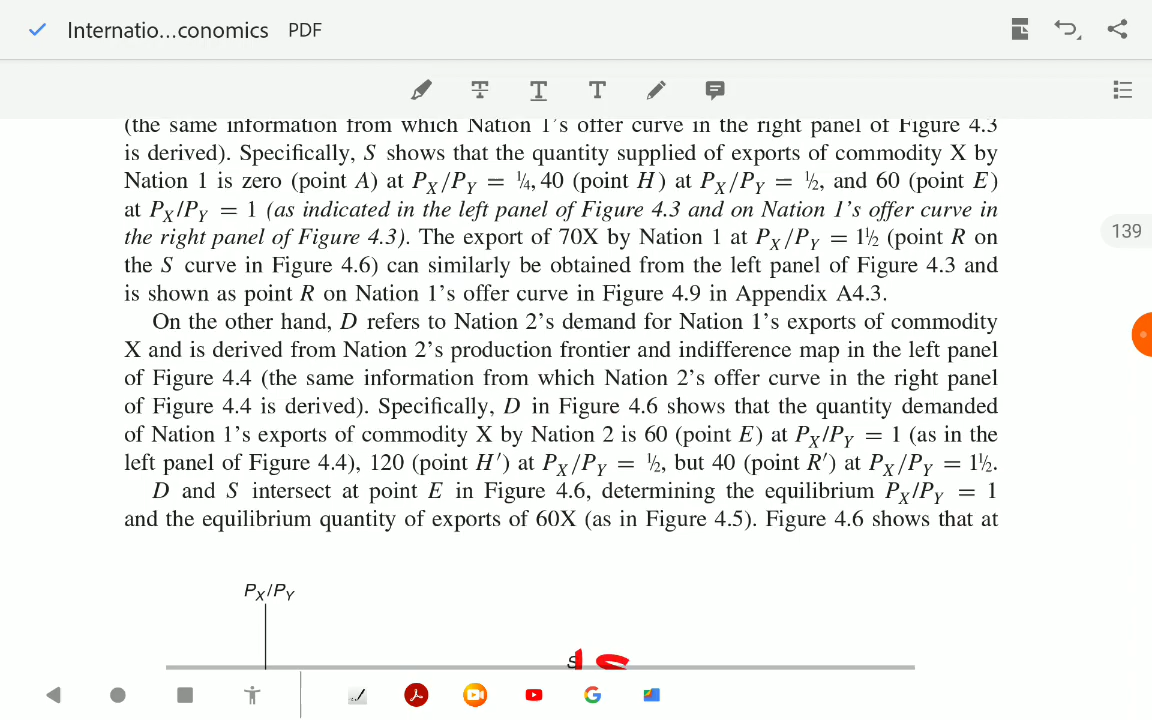 Internatio...conomics PDF
(the same information from which Nation 1's offer curve in the right panel of Figure 4.3
is derived). Specifically, S shows that the quantity supplied of exports of commodity X by
Nation 1 is zero (point A) at PX/PY = ¼, 40 (point H) at PX/PY = ½, and 60 (point E)
at PX/PY = 1 (as indicated in the left panel of Figure 4.3 and on Nation 1's offer curve in
the right panel of Figure 4.3). The export of 70X by Nation 1 at PX/PY = 1½ (point R on
139
the S curve in Figure 4.6) can similarly be obtained from the left panel of Figure 4.3 and
is shown as point R on Nation 1's offer curve in Figure 4.9 in Appendix A4.3.
On the other hand, D refers to Nation 2's demand for Nation 1's exports of commodity
X and is derived from Nation 2's production frontier and indifference map in the left panel
of Figure 4.4 (the same information from which Nation 2's offer curve in the right panel
of Figure 4.4 is derived). Specifically, D in Figure 4.6 shows that the quantity demanded
of Nation 1's exports of commodity X by Nation 2 is 60 (point E) at PX/PY = 1 (as in the
left panel of Figure 4.4), 120 (point H′) at PX/PY = ½, but 40 (point R′) at PX/PY = 1½.
D and S intersect at point E in Figure 4.6, determining the equilibrium PX/PY = 1
and the equilibrium quantity of exports of 60X (as in Figure 4.5). Figure 4.6 shows that at
PX/PY